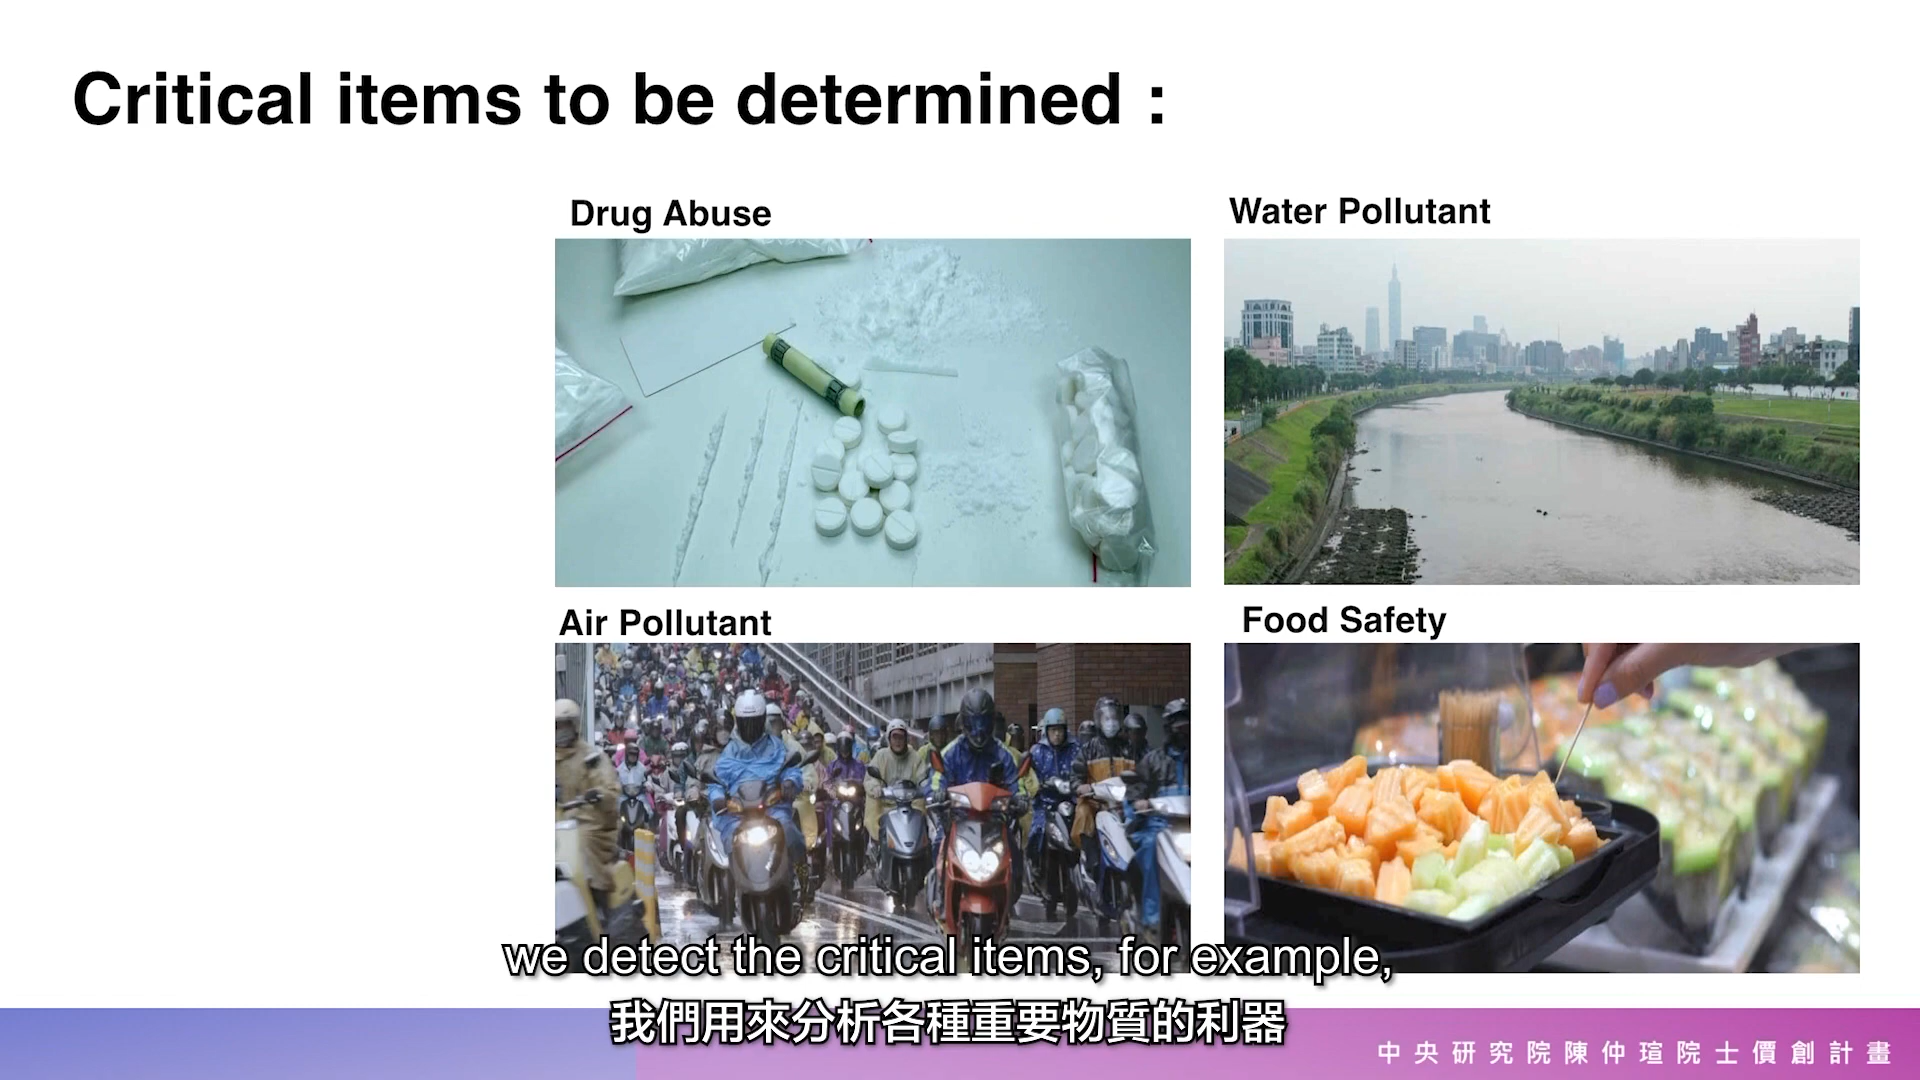 Critical items to be determined：
Drug Abuse
Water Pollutant
Air Pollutant
Food Safety
we detect the critical items, for example,
我們用來分析各種重要物質的利器
中央研究院陳仲瑄院士價創計畫